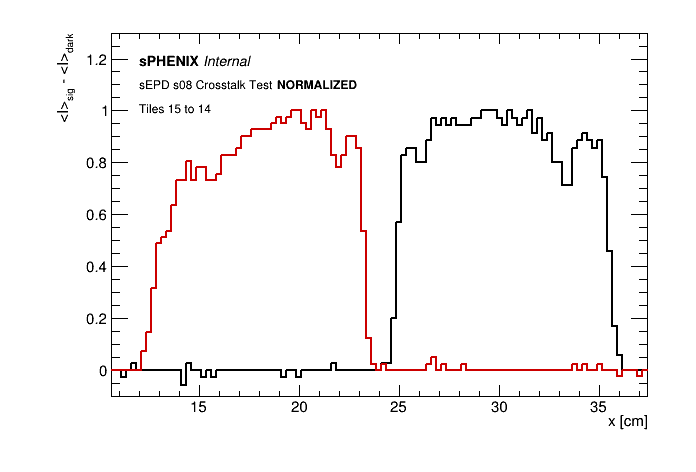 <I>sig - <I>dark
sPHENIX Internal
sEPD s08 Crosstalk Test NORMALIZED
Tiles 15 to 14
1.2
1
0.8
0.6
0.4
0.2
0
15 20 25 30 35
x [cm]